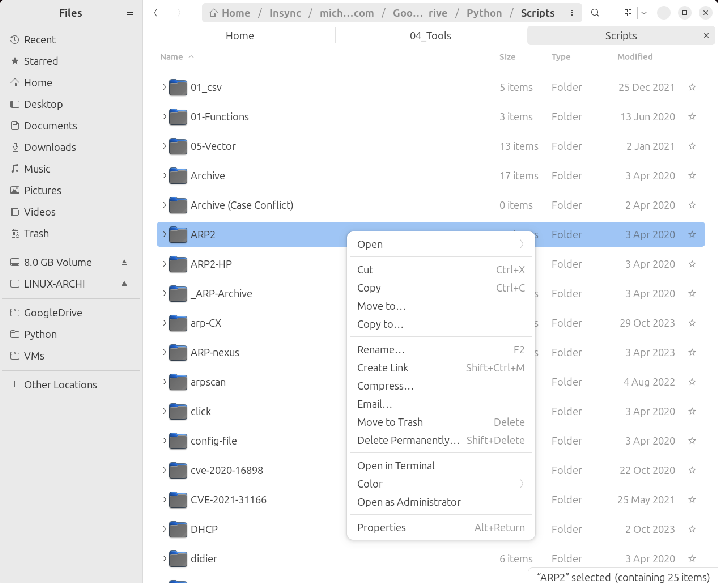 Files
Home / Insync / mich...com / Goo... rive / Python / Scripts
Home
04_Tools
Scripts
Recent
Starred
Home
Desktop
Documents
Downloads
Music
Pictures
Videos
Trash
8.0 GB Volume
LINUX-ARCHI
GoogleDrive
Python
VMs
Other Locations
Name Size Type Modified
01_csv 5 items Folder 25 Dec 2021
01-Functions 3 items Folder 13 Jun 2020
05-Vector 13 items Folder 2 Jan 2021
Archive 17 items Folder 3 Apr 2020
Archive (Case Conflict) 0 items Folder 2 Apr 2020
ARP2 Folder 3 Apr 2020
ARP2-HP Folder 3 Apr 2020
_ARP-Archive Folder 3 Apr 2020
arp-CX Folder 29 Oct 2023
ARP-nexus Folder 3 Apr 2023
arpscan Folder 4 Aug 2022
click Folder 3 Apr 2020
config-file Folder 3 Apr 2020
cve-2020-16898 Folder 22 Oct 2020
CVE-2021-31166 Folder 25 May 2021
DHCP Folder 2 Oct 2023
didier 6 items Folder 3 Apr 2020
Open
Cut Ctrl+X
Copy Ctrl+C
Move to...
Copy to...
Rename... F2
Create Link Shift+Ctrl+M
Compress...
Email...
Move to Trash Delete
Delete Permanently... Shift+Delete
Open in Terminal
Color
Open as Administrator
Properties Alt+Return
"ARP2" selected (containing 25 items)